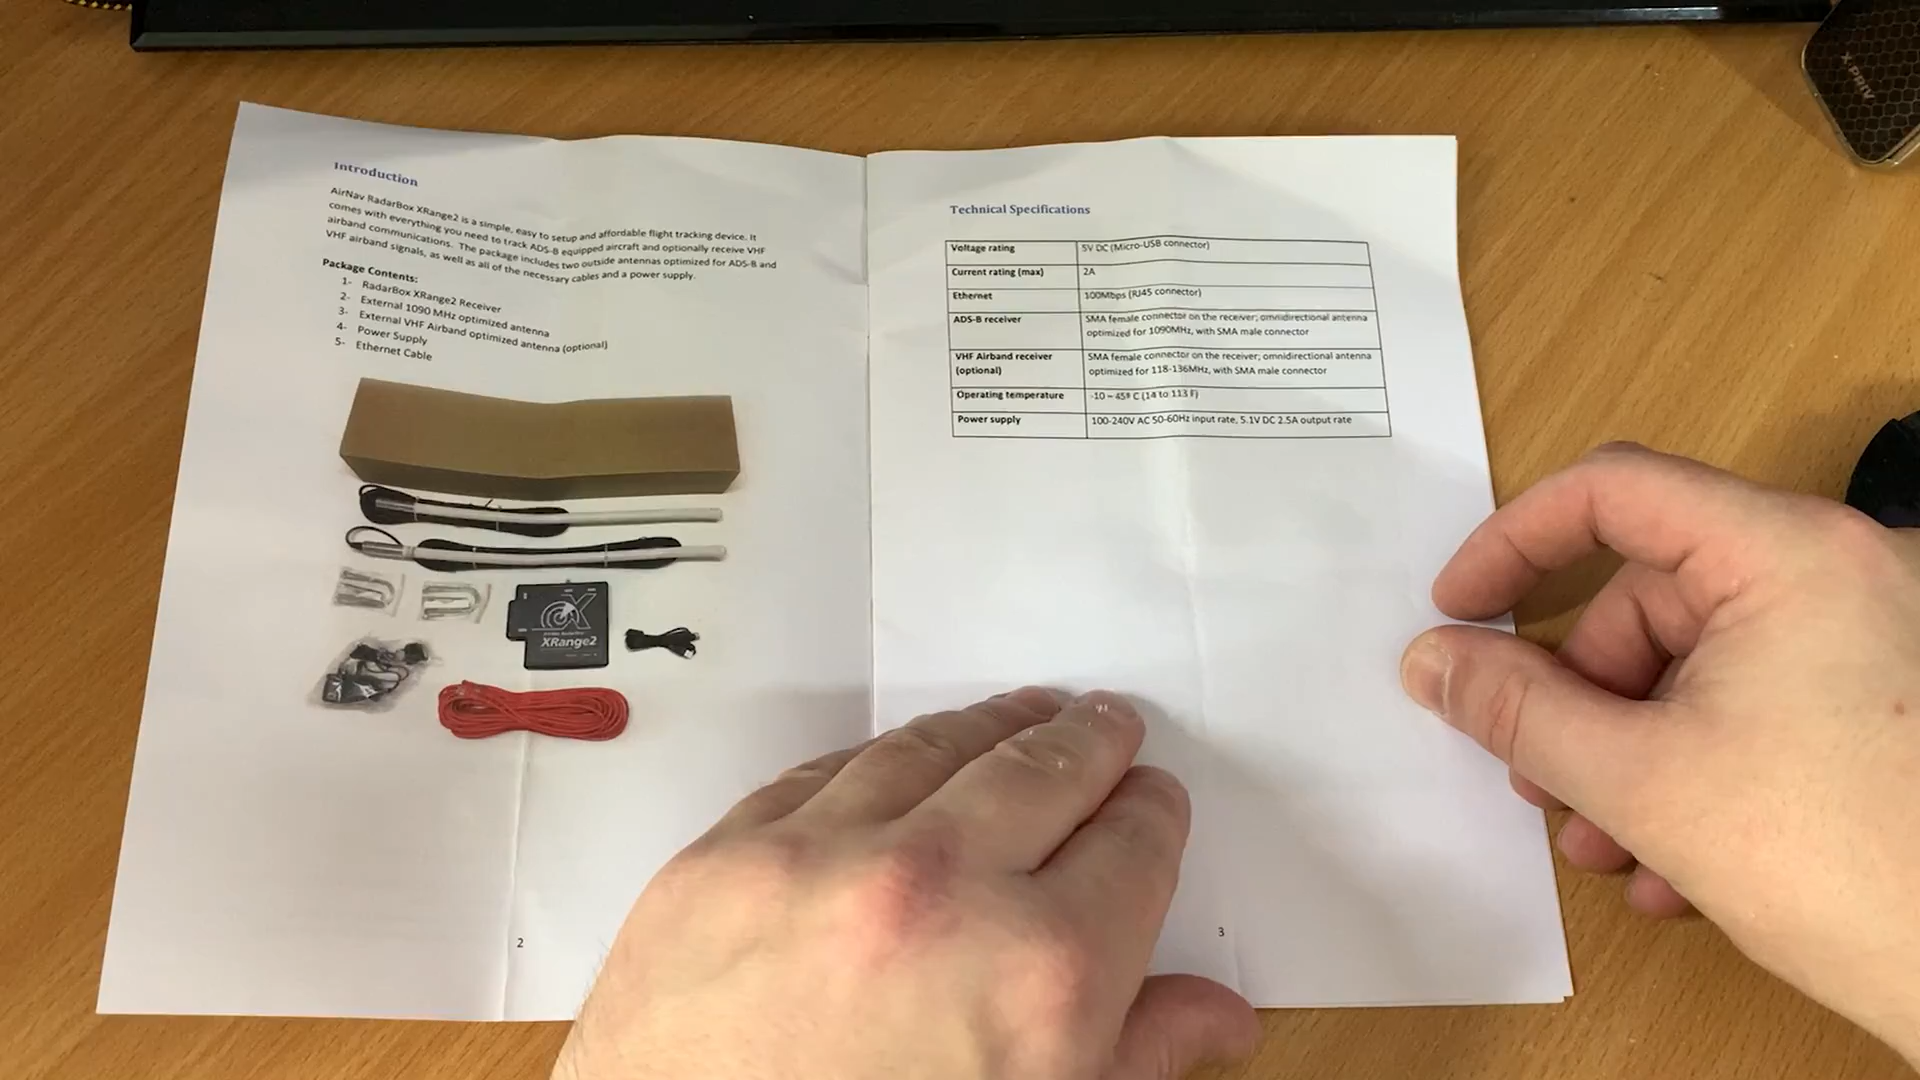 Introduction
AirNav RadarBox XRange2 is a simple, easy to setup and affordable flight tracking device. It
comes with everything you need to track ADS-B equipped aircraft and optionally receive VHF
airband communications. The package includes two outside antennas optimized for ADS-B and
VHF airband signals, as well as all of the necessary cables and a power supply.
Package Contents:
1- RadarBox XRange2 Receiver
2- External 1090 MHz optimized antenna
3- External VHF Airband optimized antenna (optional)
4- Power Supply
5- Ethernet Cable
X
XRange2
2
Technical Specifications
Voltage rating 5V DC (Micro-USB connector)
Current rating (max) 2A
Ethernet 100Mbps (RJ45 connector)
ADS-B receiver SMA female connector on the receiver; omnidirectional antenna
optimized for 1090MHz, with SMA male connector
VHF Airband receiver SMA female connector on the receiver; omnidirectional antenna
(optional) optimized for 118-136MHz, with SMA male connector
Operating temperature -10 – 45º C (14 to 113 F)
Power supply 100-240V AC 50-60Hz input rate, 5.1V DC 2.5A output rate
3
X-PRIV